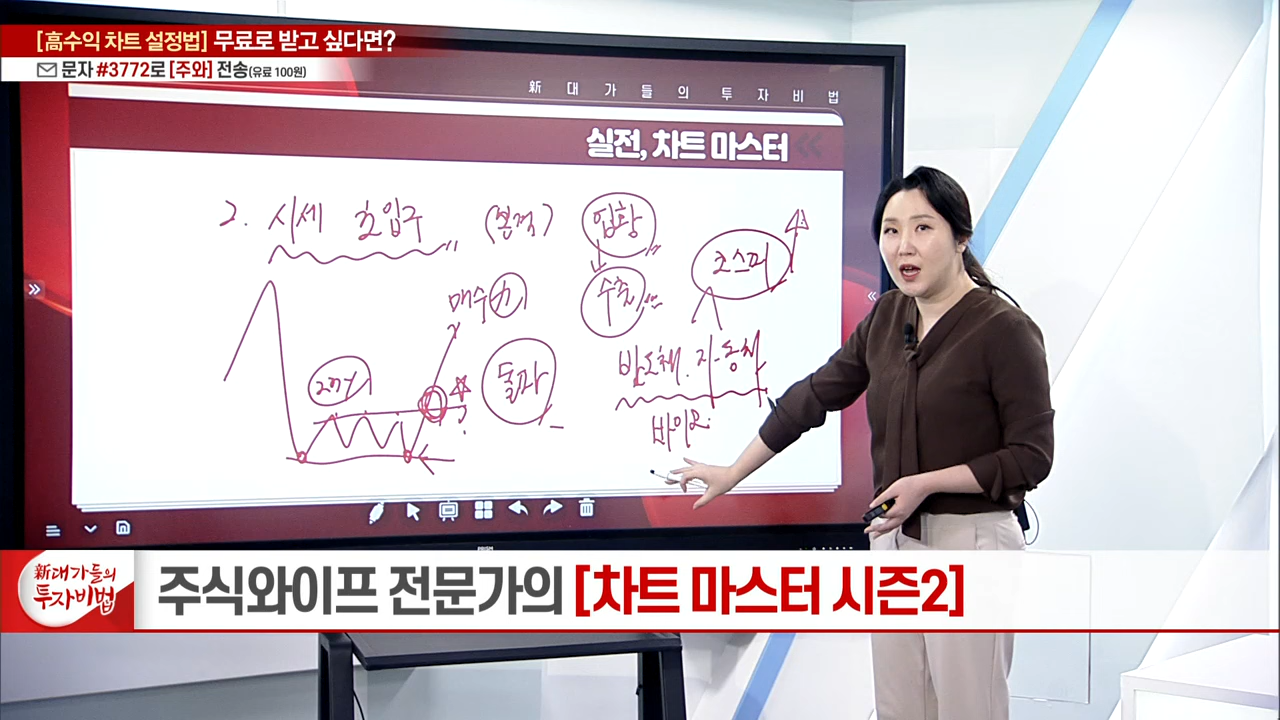 [高수익 차트 설정법] 무료로 받고 싶다면?
문자 #3772로 [주와] 전송(유료 100원)
新 대 가 들 의 투 자 비 법
실전, 차트 마스터
2. 시세 초입구 (본격) 업황
수출
코스피
매수 가
돌파
반도체. 자동차
바이오.
新대가들의
투자비법
주식와이프 전문가의 [차트 마스터 시즌2]